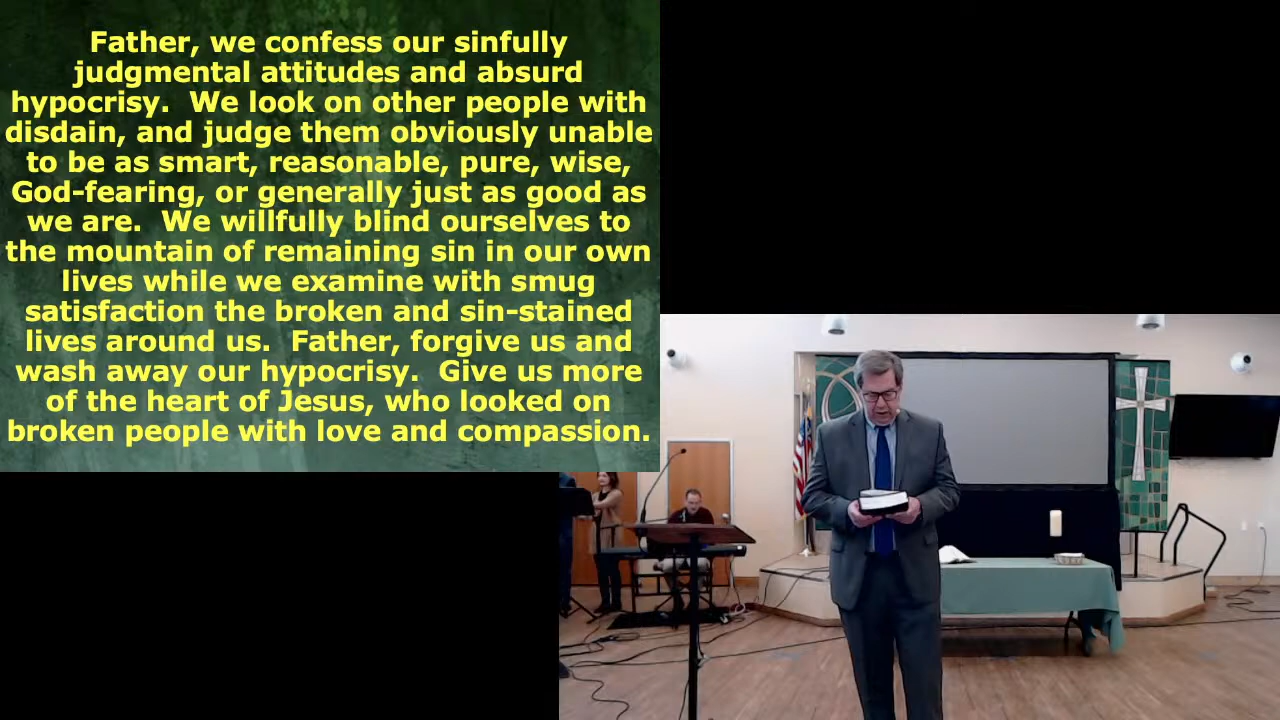 Father, we confess our sinfully
judgmental attitudes and absurd
hypocrisy.  We look on other people with
disdain, and judge them obviously unable
to be as smart, reasonable, pure, wise,
God-fearing, or generally just as good as
we are.  We willfully blind ourselves to
the mountain of remaining sin in our own
lives while we examine with smug
satisfaction the broken and sin-stained
lives around us.  Father, forgive us and
wash away our hypocrisy.  Give us more
of the heart of Jesus, who looked on
broken people with love and compassion.